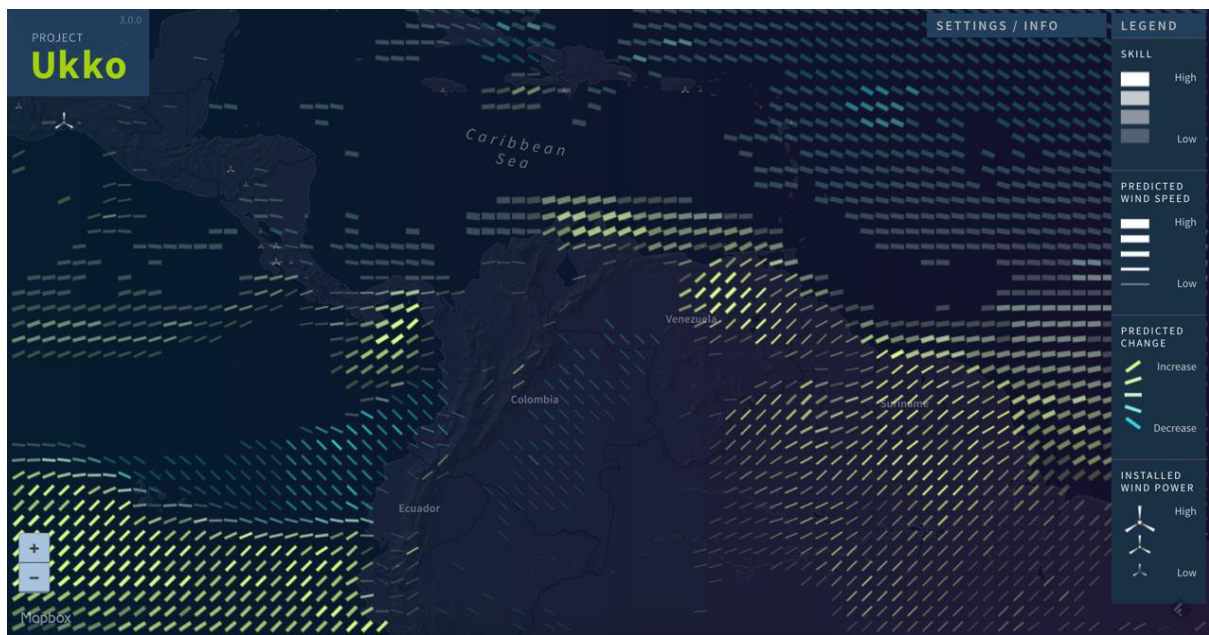 3.0.0
PROJECT
Ukko
SETTINGS / INFO
LEGEND
SKILL
High
Low
PREDICTED
WIND SPEED
High
Low
PREDICTED
CHANGE
Increase
Decrease
INSTALLED
WIND POWER
High
Low
Caribbean
Sea
Venezuela
Colombia
Suriname
Ecuador
+
−
Mapbox